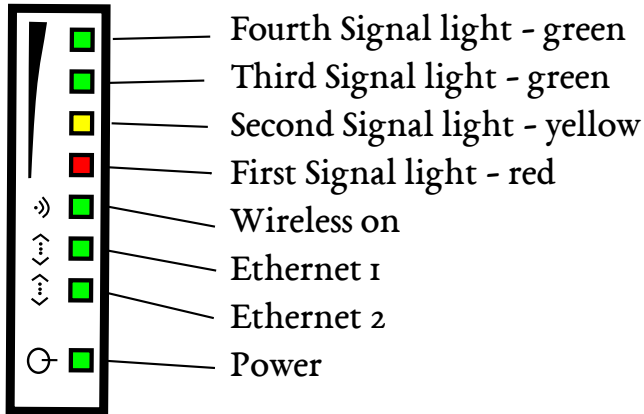 Fourth Signal light - green
Third Signal light - green
Second Signal light - yellow
First Signal light - red
Wireless on
Ethernet 1
Ethernet 2
Power